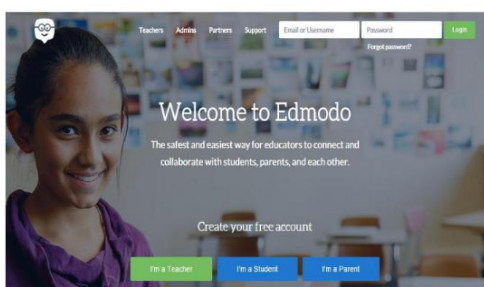 Teachers Admins Partners Support Email or Username Password Login
Forgot password?
Welcome to Edmodo
The safest and easiest way for educators to connect and
collaborate with students, parents, and each other.
Create your free account
I'm a Teacher I'm a Student I'm a Parent